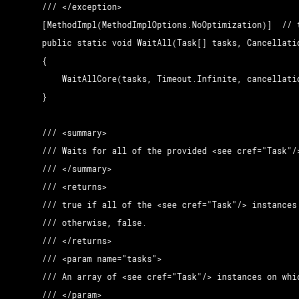 /// </exception>
[MethodImpl(MethodImplOptions.NoOptimization)]  //
public static void WaitAll(Task[] tasks, Cancellatio
{
WaitAllCore(tasks, Timeout.Infinite, cancellatio
}
/// <summary>
/// Waits for all of the provided <see cref="Task"/>
/// </summary>
/// <returns>
/// true if all of the <see cref="Task"/> instances
/// otherwise, false.
/// </returns>
/// <param name="tasks">
/// An array of <see cref="Task"/> instances on whic
/// </param>